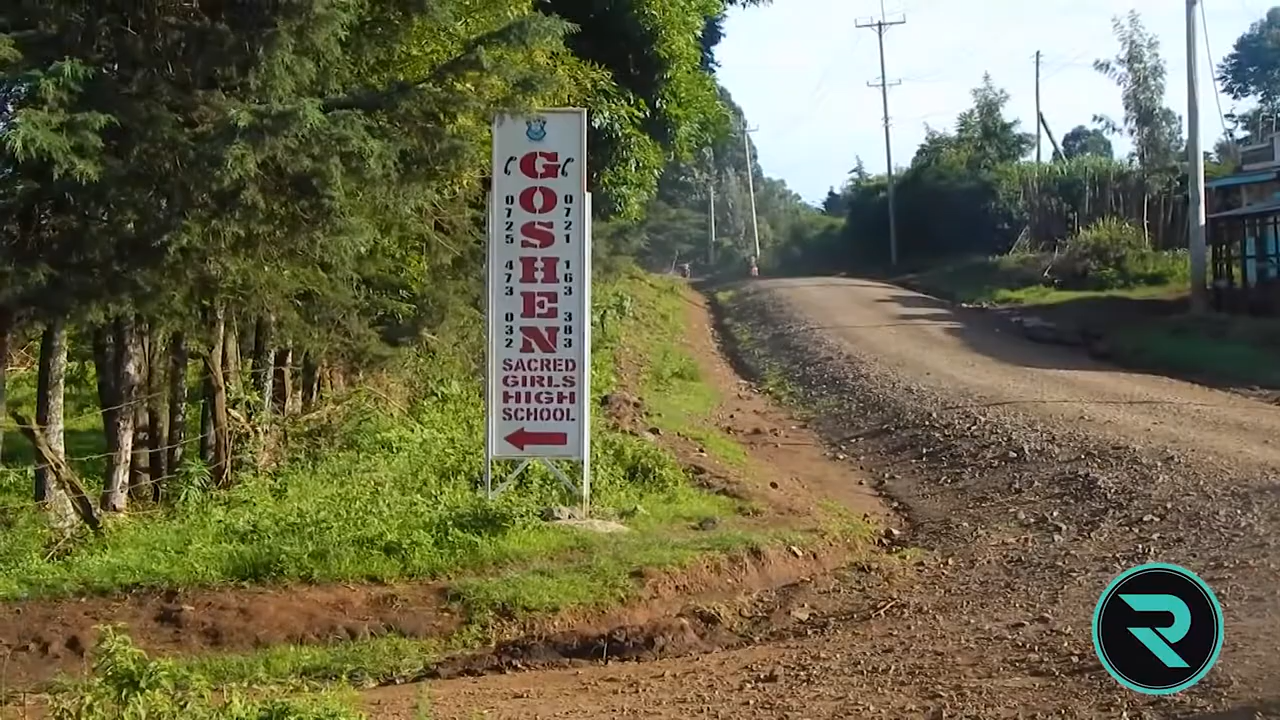 GOSHEN
0725 473 032
0721 163 383
SACRED
GIRLS
HIGH
SCHOOL
R